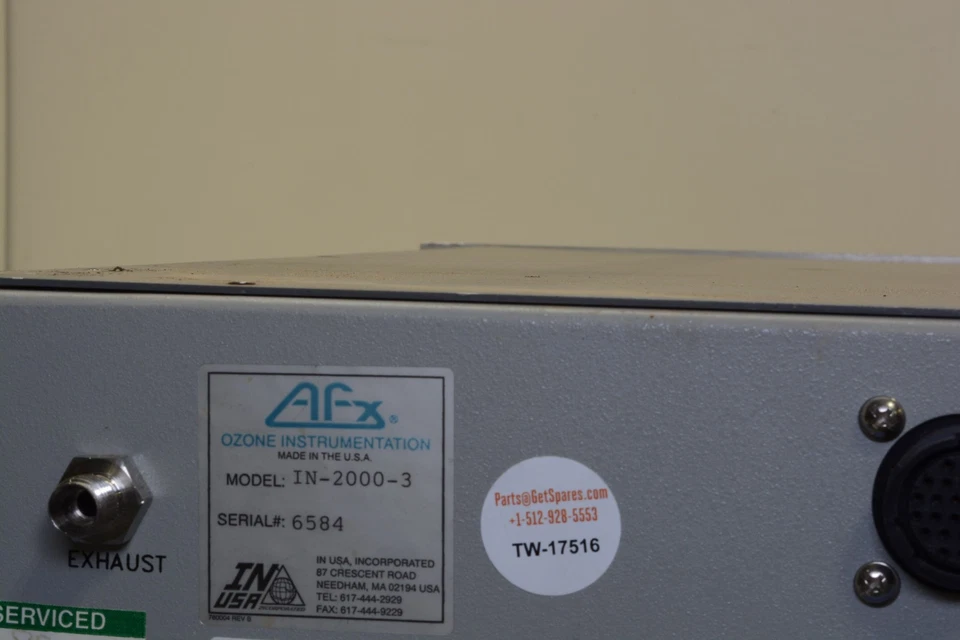 AFx®
OZONE INSTRUMENTATION
MADE IN THE U.S.A.
MODEL: IN-2000-3
SERIAL#: 6584
IN USA
INCORPORATED
IN USA, INCORPORATED
87 CRESCENT ROAD
NEEDHAM, MA 02194 USA
TEL: 617-444-2929
FAX: 617-444-9229
EXHAUST
SERVICED
Parts@GetSpares.com
+1-512-928-5553
TW-17516